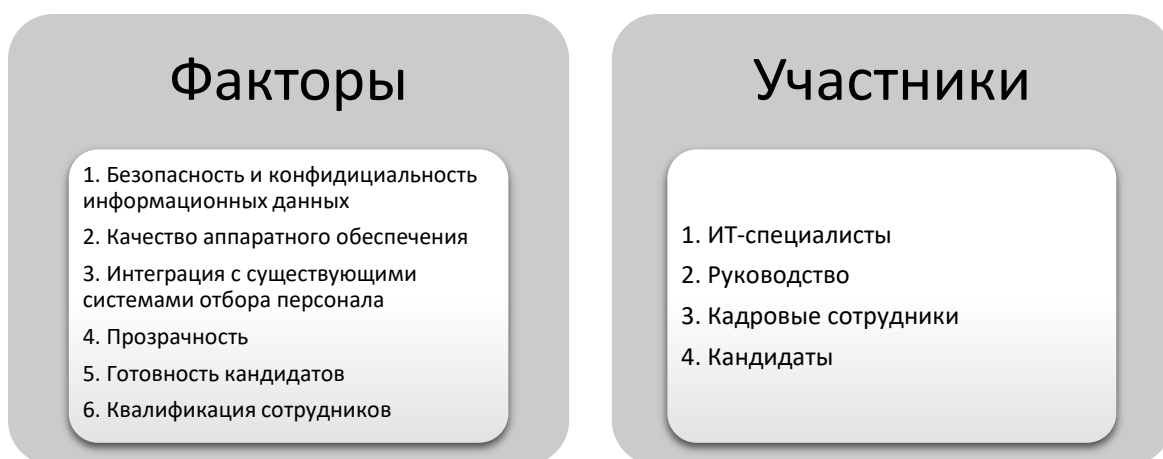 Факторы
1. Безопасность и конфидициальность
информационных данных
2. Качество аппаратного обеспечения
3. Интеграция с существующими
системами отбора персонала
4. Прозрачность
5. Готовность кандидатов
6. Квалификация сотрудников
Участники
1. ИТ-специалисты
2. Руководство
3. Кадровые сотрудники
4. Кандидаты